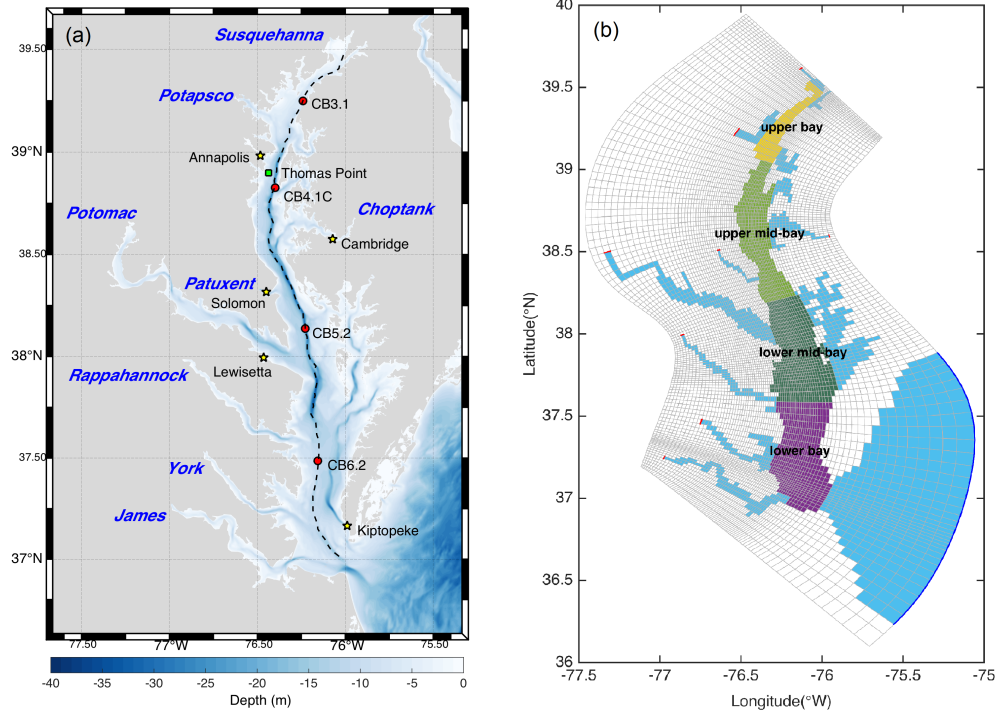 (a)
Susquehanna
39.50
Potapsco
CB3.1
39°N
Annapolis
Thomas Point
CB4.1C
Potomac
Choptank
Cambridge
38.50
Patuxent
Solomon
CB5.2
38°N
Lewisetta
Rappahannock
37.50
CB6.2
York
James
Kiptopeke
37°N
77.50
77°W
76.50
76°W
75.50
-40
-35
-30
-25
-20
-15
-10
-5
0
Depth (m)
(b)
40
39.5
39
38.5
38
37.5
37
36.5
36
Latitude(°N)
upper bay
upper mid-bay
lower mid-bay
lower bay
-77.5
-77
-76.5
-76
-75.5
-75
Longitude(°W)